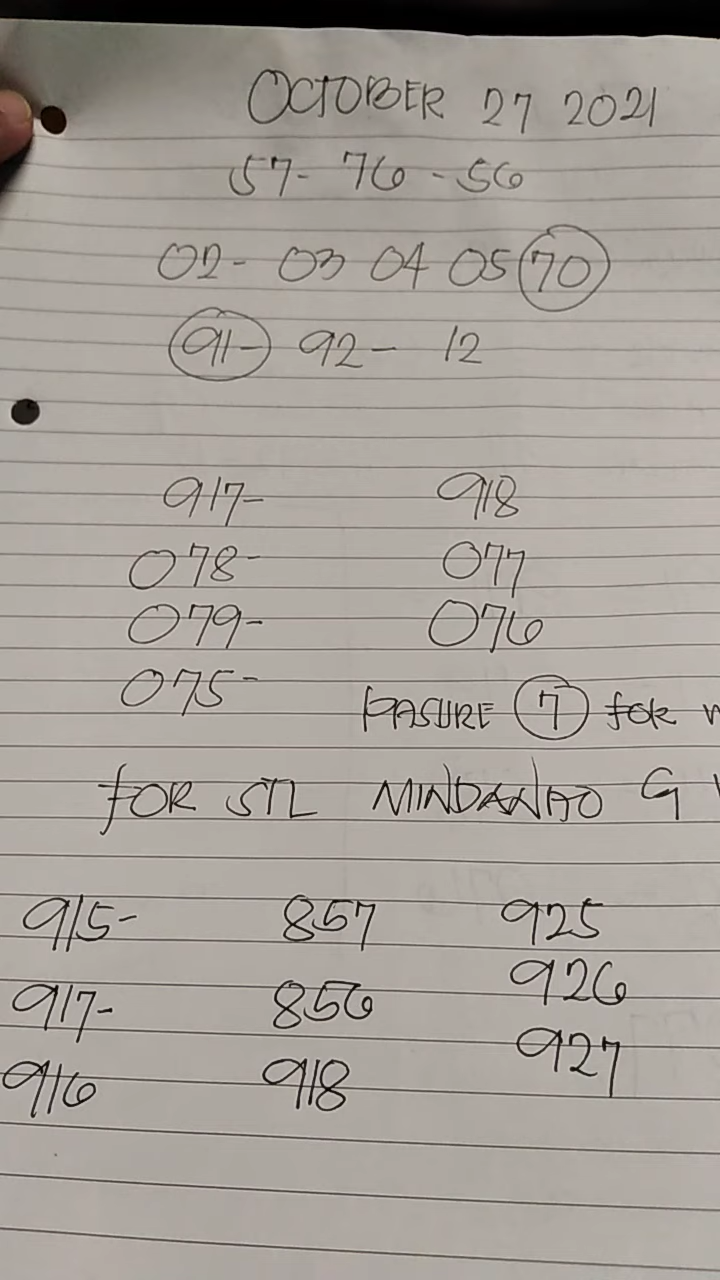 OCTOBER 27 2021
57- 76 - 56
02- 03 04 05 70
91- 92- 12
917- 918
078- 077
079- 076
075-
PASURE 7 for
FOR STL MINDANAO G
915- 857 925
917- 856 926
916 918 927